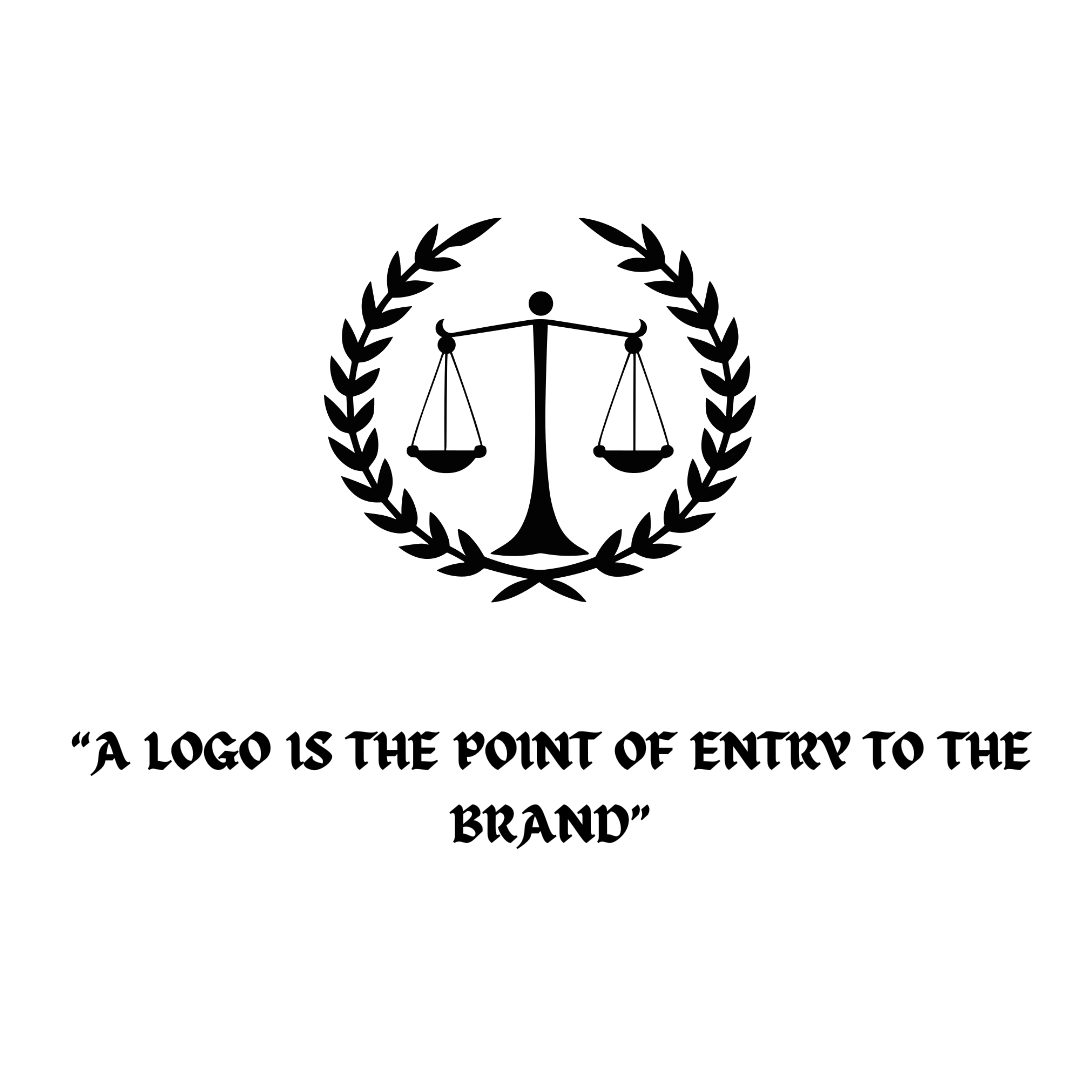 “A LOGO IS THE POINT OF ENTRY TO THE
BRAND”